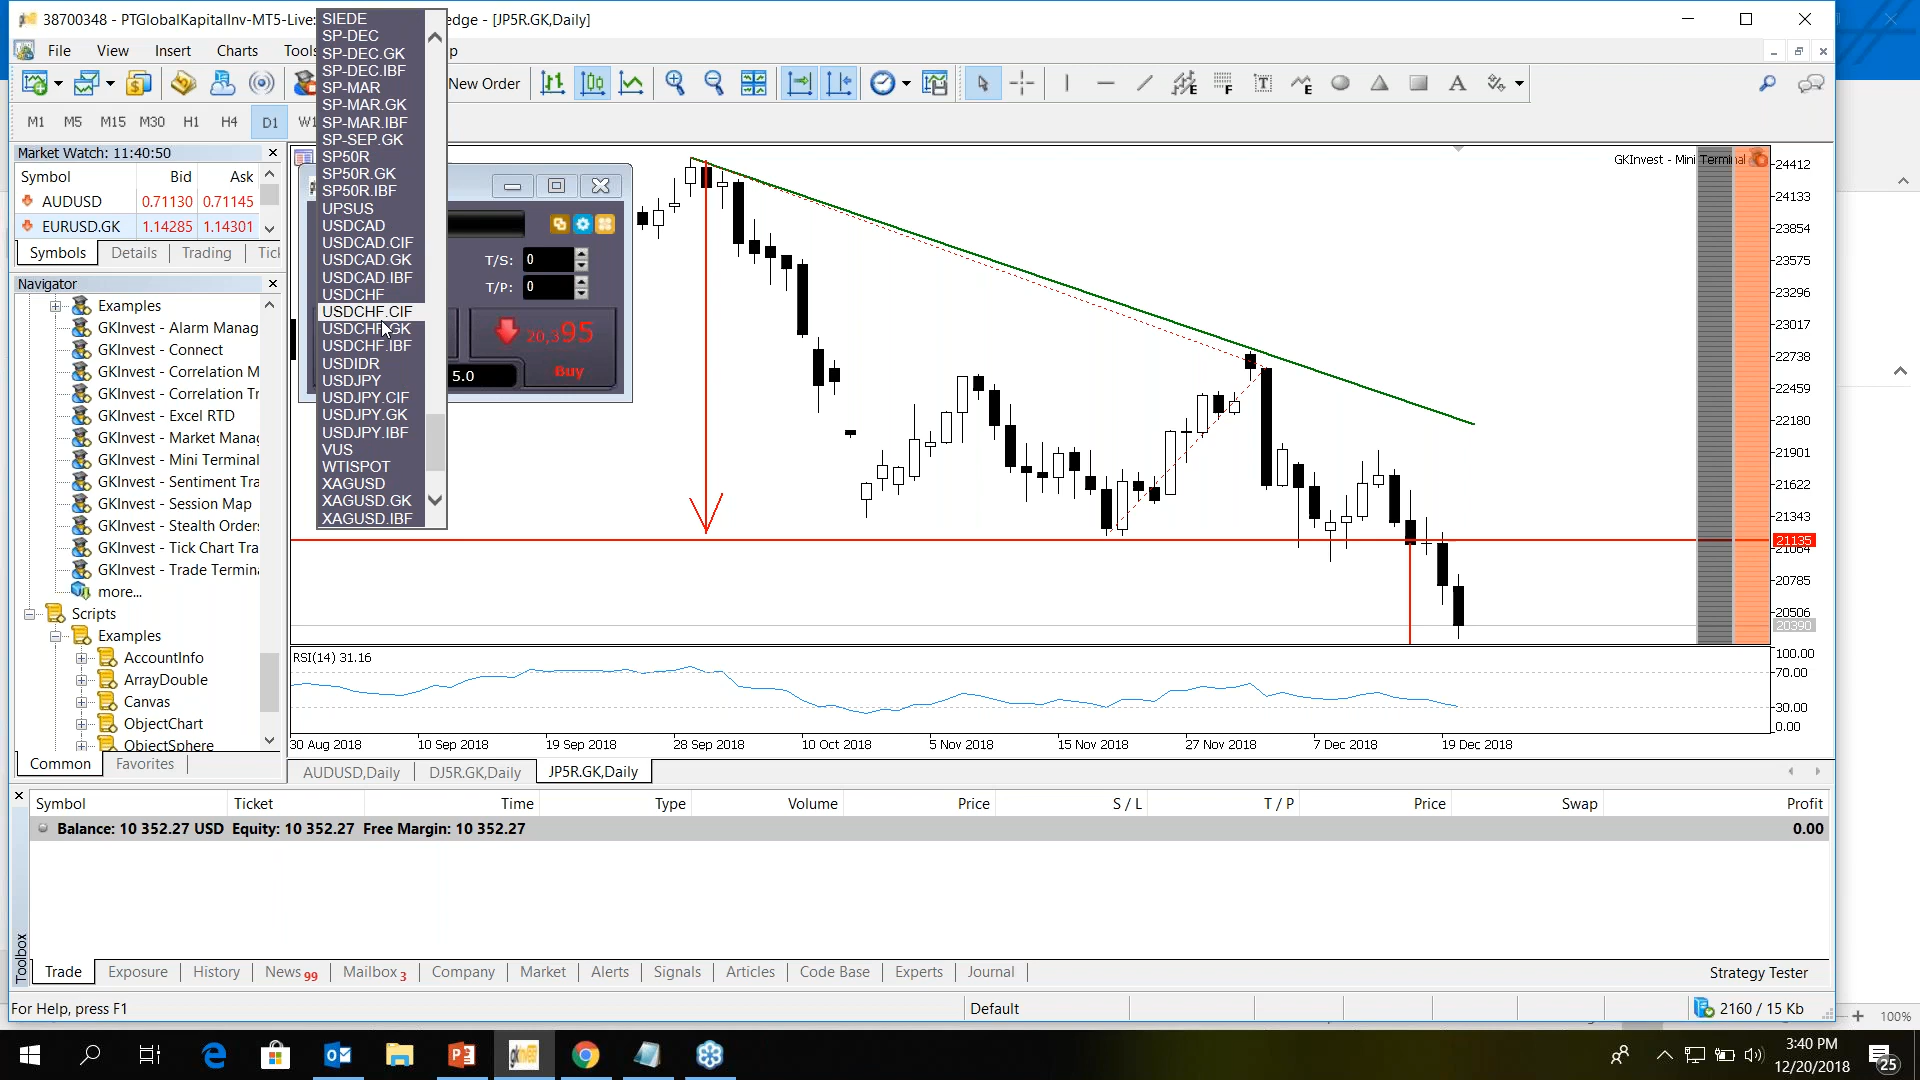 38700348 - PTGlobalKapitalInv-MT5-Live:
edge - [JP5R.GK,Daily]
File
View
Insert
Charts
Tools
p
New Order
M1
M5
M15
M30
H1
H4
D1
W1
Market Watch: 11:40:50
Symbol
Bid
Ask
AUDUSD
0.71130
0.71145
EURUSD.GK
1.14285
1.14301
Symbols
Details
Trading
Tick
Navigator
Examples
GKInvest - Alarm Manag
GKInvest - Connect
GKInvest - Correlation M
GKInvest - Correlation Tr
GKInvest - Excel RTD
GKInvest - Market Manag
GKInvest - Mini Terminal
GKInvest - Sentiment Tra
GKInvest - Session Map
GKInvest - Stealth Orders
GKInvest - Tick Chart Tra
GKInvest - Trade Termina
more...
Scripts
Examples
AccountInfo
ArrayDouble
Canvas
ObjectChart
ObjectSphere
Common
Favorites
SIEDE
SP-DEC
SP-DEC.GK
SP-DEC.IBF
SP-MAR
SP-MAR.GK
SP-MAR.IBF
SP-SEP.GK
SP50R
SP50R.GK
SP50R.IBF
UPSUS
USDCAD
USDCAD.CIF
USDCAD.GK
USDCAD.IBF
USDCHF
USDCHF.CIF
USDCHF.GK
USDCHF.IBF
USDIDR
USDJPY
USDJPY.CIF
USDJPY.GK
USDJPY.IBF
VUS
WTISPOT
XAGUSD
XAGUSD.GK
XAGUSD.IBF
T/S:
0
T/P:
0
20,395
5.0
Buy
GKInvest - Mini Terminal
24412
24133
23854
23575
23296
23017
22738
22459
22180
21901
21622
21343
21135
21064
20785
20506
20390
RSI(14) 31.16
100.00
70.00
30.00
0.00
30 Aug 2018
10 Sep 2018
19 Sep 2018
28 Sep 2018
10 Oct 2018
5 Nov 2018
15 Nov 2018
27 Nov 2018
7 Dec 2018
19 Dec 2018
AUDUSD,Daily
DJ5R.GK,Daily
JP5R.GK,Daily
Symbol
Ticket
Time
Type
Volume
Price
S / L
T / P
Price
Swap
Profit
Balance: 10 352.27 USD Equity: 10 352.27 Free Margin: 10 352.27
0.00
Toolbox
Trade
Exposure
History
News 99
Mailbox 3
Company
Market
Alerts
Signals
Articles
Code Base
Experts
Journal
Strategy Tester
For Help, press F1
Default
2160 / 15 Kb
100%
3:40 PM
12/20/2018
25